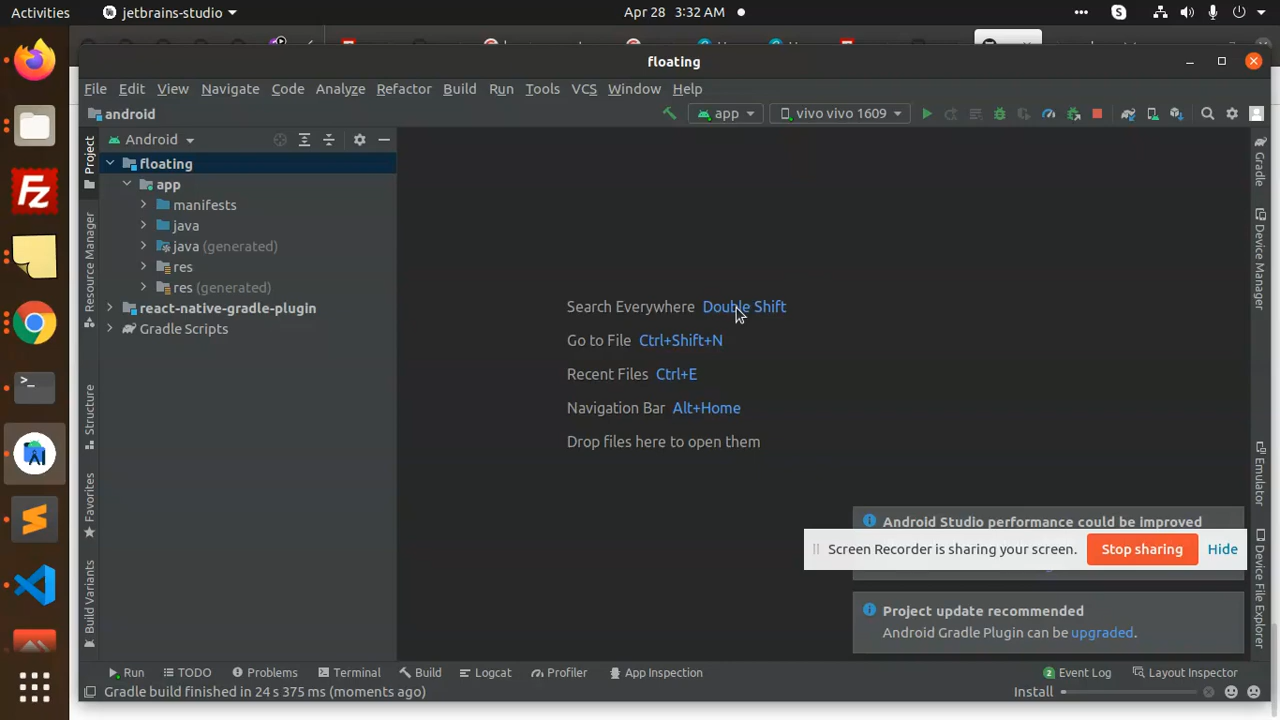 Activities
jetbrains-studio
Apr 28 3:32 AM
floating
File Edit View Navigate Code Analyze Refactor Build Run Tools VCS Window Help
android
app
vivo vivo 1609
Project
Resource Manager
Structure
Favorites
Build Variants
Android
floating
app
manifests
java
java (generated)
res
res (generated)
react-native-gradle-plugin
Gradle Scripts
Search Everywhere Double Shift
Go to File Ctrl+Shift+N
Recent Files Ctrl+E
Navigation Bar Alt+Home
Drop files here to open them
Gradle
Device Manager
Emulator
Device File Explorer
Android Studio performance could be improved
Screen Recorder is sharing your screen. Stop sharing Hide
Project update recommended
Android Gradle Plugin can be upgraded.
Run TODO Problems Terminal Build Logcat Profiler App Inspection
2 Event Log Layout Inspector
Gradle build finished in 24 s 375 ms (moments ago)
Install